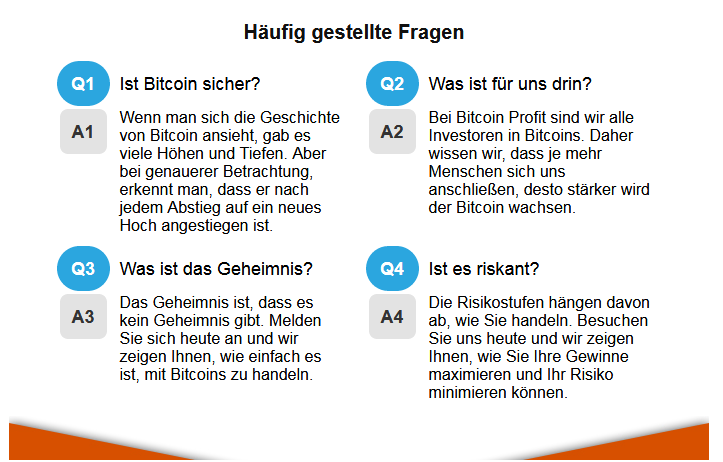 Häufig gestellte Fragen
Q1
Ist Bitcoin sicher?
A1
Wenn man sich die Geschichte
von Bitcoin ansieht, gab es
viele Höhen und Tiefen. Aber
bei genauerer Betrachtung,
erkennt man, dass er nach
jedem Abstieg auf ein neues
Hoch angestiegen ist.
Q2
Was ist für uns drin?
A2
Bei Bitcoin Profit sind wir alle
Investoren in Bitcoins. Daher
wissen wir, dass je mehr
Menschen sich uns
anschließen, desto stärker wird
der Bitcoin wachsen.
Q3
Was ist das Geheimnis?
A3
Das Geheimnis ist, dass es
kein Geheimnis gibt. Melden
Sie sich heute an und wir
zeigen Ihnen, wie einfach es
ist, mit Bitcoins zu handeln.
Q4
Ist es riskant?
A4
Die Risikostufen hängen davon
ab, wie Sie handeln. Besuchen
Sie uns heute und wir zeigen
Ihnen, wie Sie Ihre Gewinne
maximieren und Ihr Risiko
minimieren können.